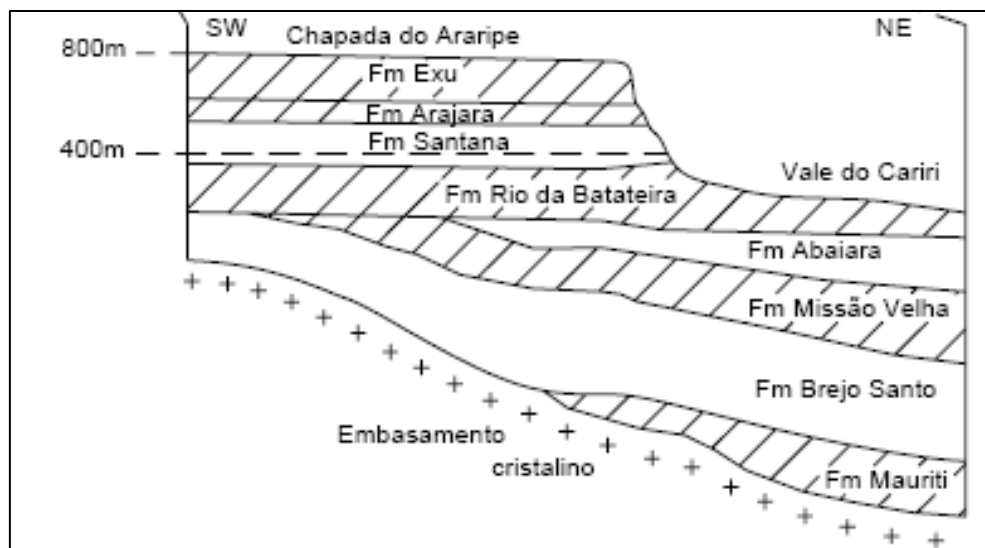 SW
NE
Chapada do Araripe
800m
Fm Exu
Fm Arajara
Fm Santana
400m
Vale do Cariri
Fm Rio da Batateira
Fm Abaiara
Fm Missão Velha
Fm Brejo Santo
Embasamento
cristalino
Fm Mauriti